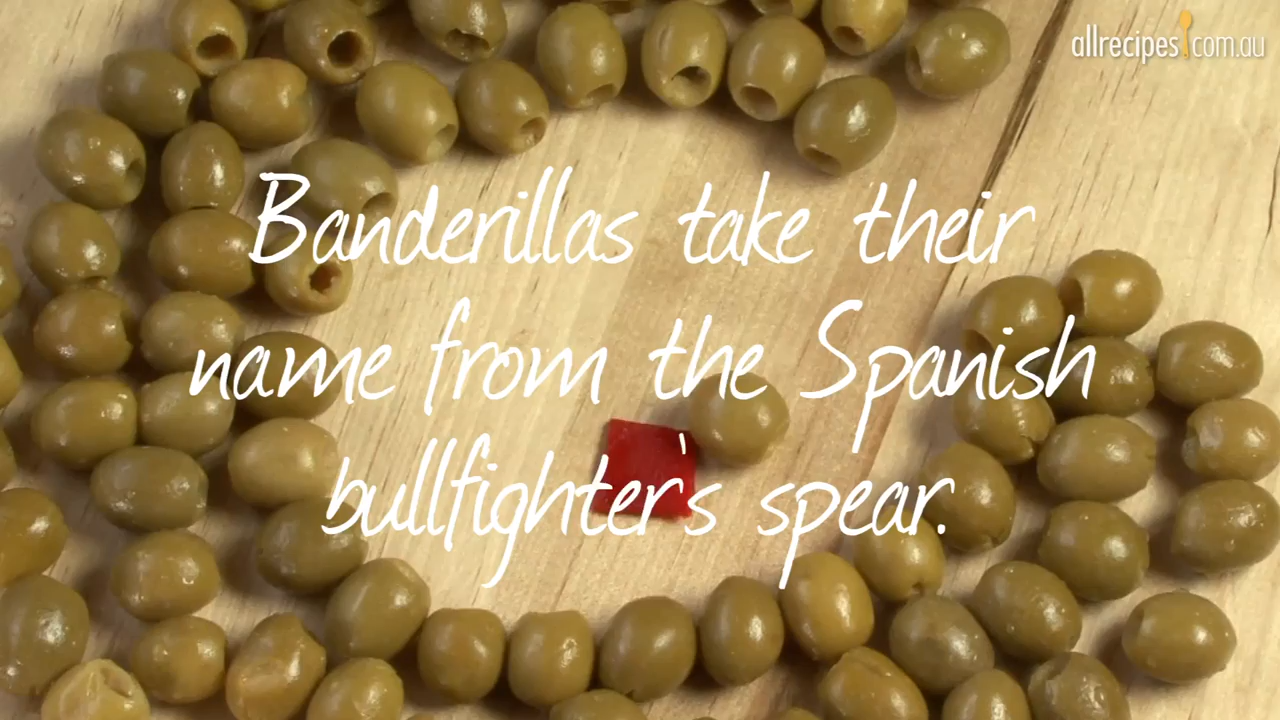 allrecipes.com.au
Banderillas take their
name from the Spanish
bullfighter's spear.